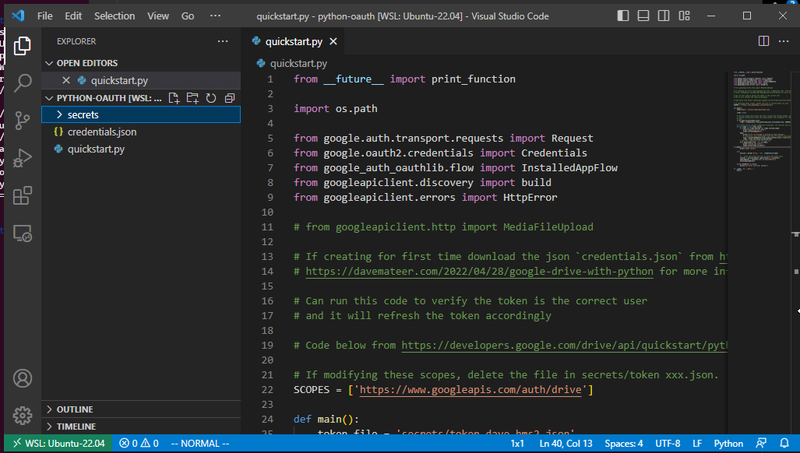 File Edit Selection View Go ··· quickstart.py - python-oauth [WSL: Ubuntu-22.04] - Visual Studio Code
EXPLORER ···
OPEN EDITORS
quickstart.py
PYTHON-OAUTH [WSL: ...
secrets
credentials.json
quickstart.py
OUTLINE
TIMELINE
quickstart.py
quickstart.py
1 from __future__ import print_function
2
3 import os.path
4
5 from google.auth.transport.requests import Request
6 from google.oauth2.credentials import Credentials
7 from google_auth_oauthlib.flow import InstalledAppFlow
8 from googleapiclient.discovery import build
9 from googleapiclient.errors import HttpError
10
11 # from googleapiclient.http import MediaFileUpload
12
13 # If creating for first time download the json `credentials.json` from
14 # https://davemateer.com/2022/04/28/google-drive-with-python for more in
15
16 # Can run this code to verify the token is the correct user
17 # and it will refresh the token accordingly
18
19 # Code below from https://developers.google.com/drive/api/quickstart/pyth
20
21 # If modifying these scopes, delete the file in secrets/token xxx.json.
22 SCOPES = ['https://www.googleapis.com/auth/drive']
23
24 def main():
25 token_file = 'secrets/token-dave-hms2.json'
WSL: Ubuntu-22.04 0 0 -- NORMAL -- 1x1 Ln 40, Col 13 Spaces: 4 UTF-8 LF Python